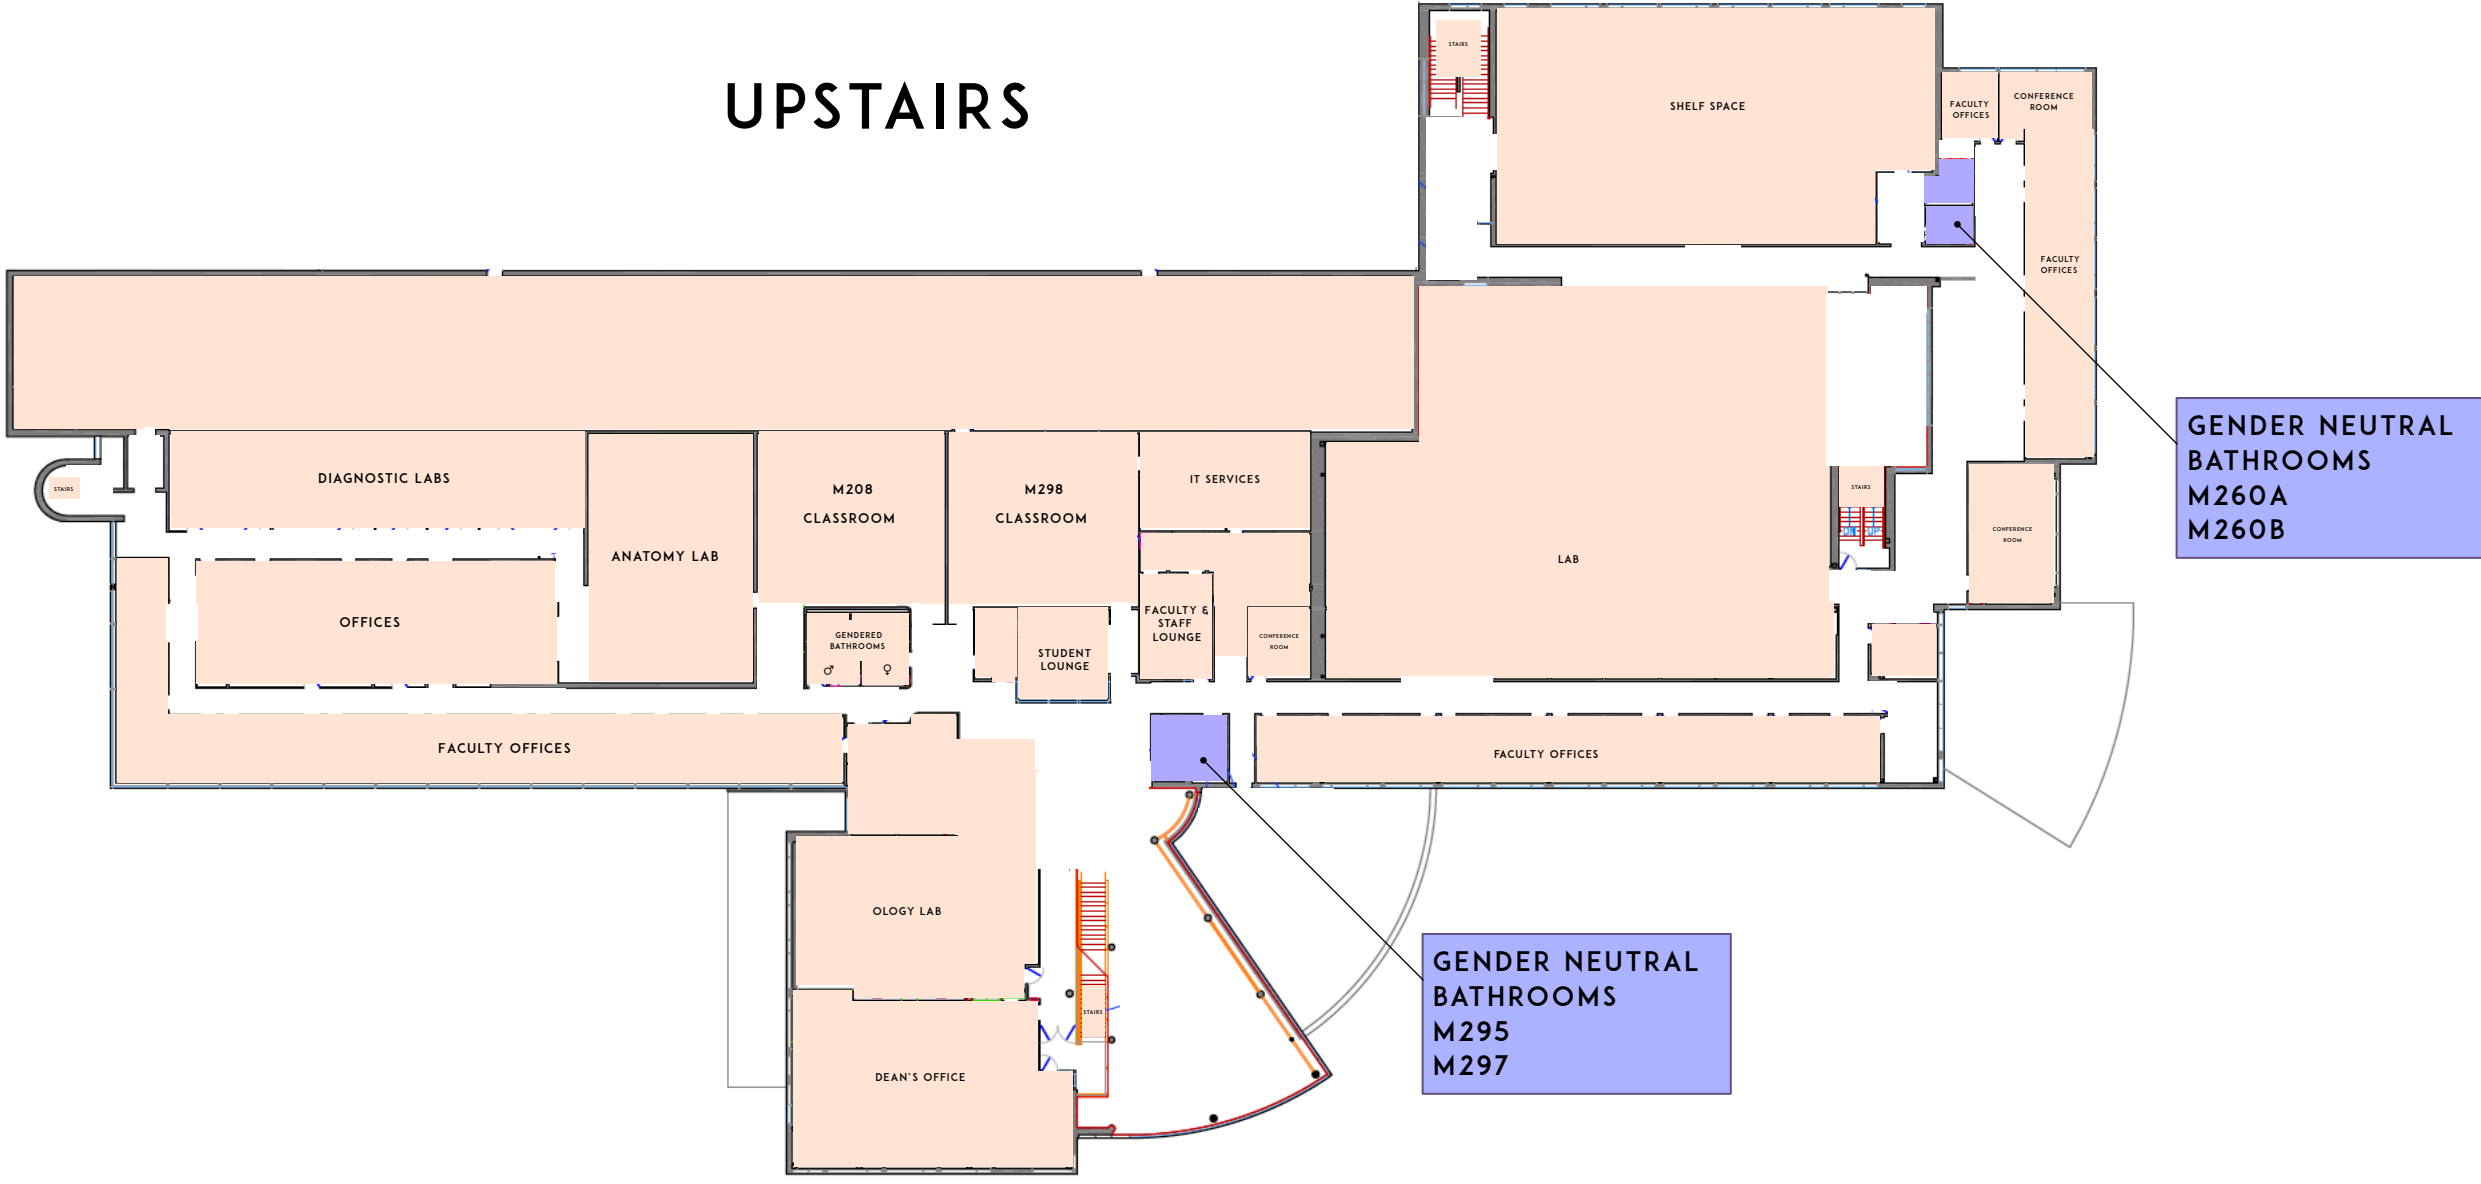 UPSTAIRS
STAIRS
SHELF SPACE
FACULTY
OFFICES
CONFERENCE
ROOM
FACULTY
OFFICES
GENDER NEUTRAL
BATHROOMS
M260A
M260B
STAIRS
DIAGNOSTIC LABS
M208
CLASSROOM
M298
CLASSROOM
IT SERVICES
STAIRS
DN
UP
CONFERENCE
ROOM
ANATOMY LAB
LAB
OFFICES
GENDERED
BATHROOMS
♂ ♀
STUDENT
LOUNGE
FACULTY &
STAFF
LOUNGE
CONFERENCE
ROOM
FACULTY OFFICES
FACULTY OFFICES
OLOGY LAB
GENDER NEUTRAL
BATHROOMS
M295
M297
STAIRS
DEAN'S OFFICE